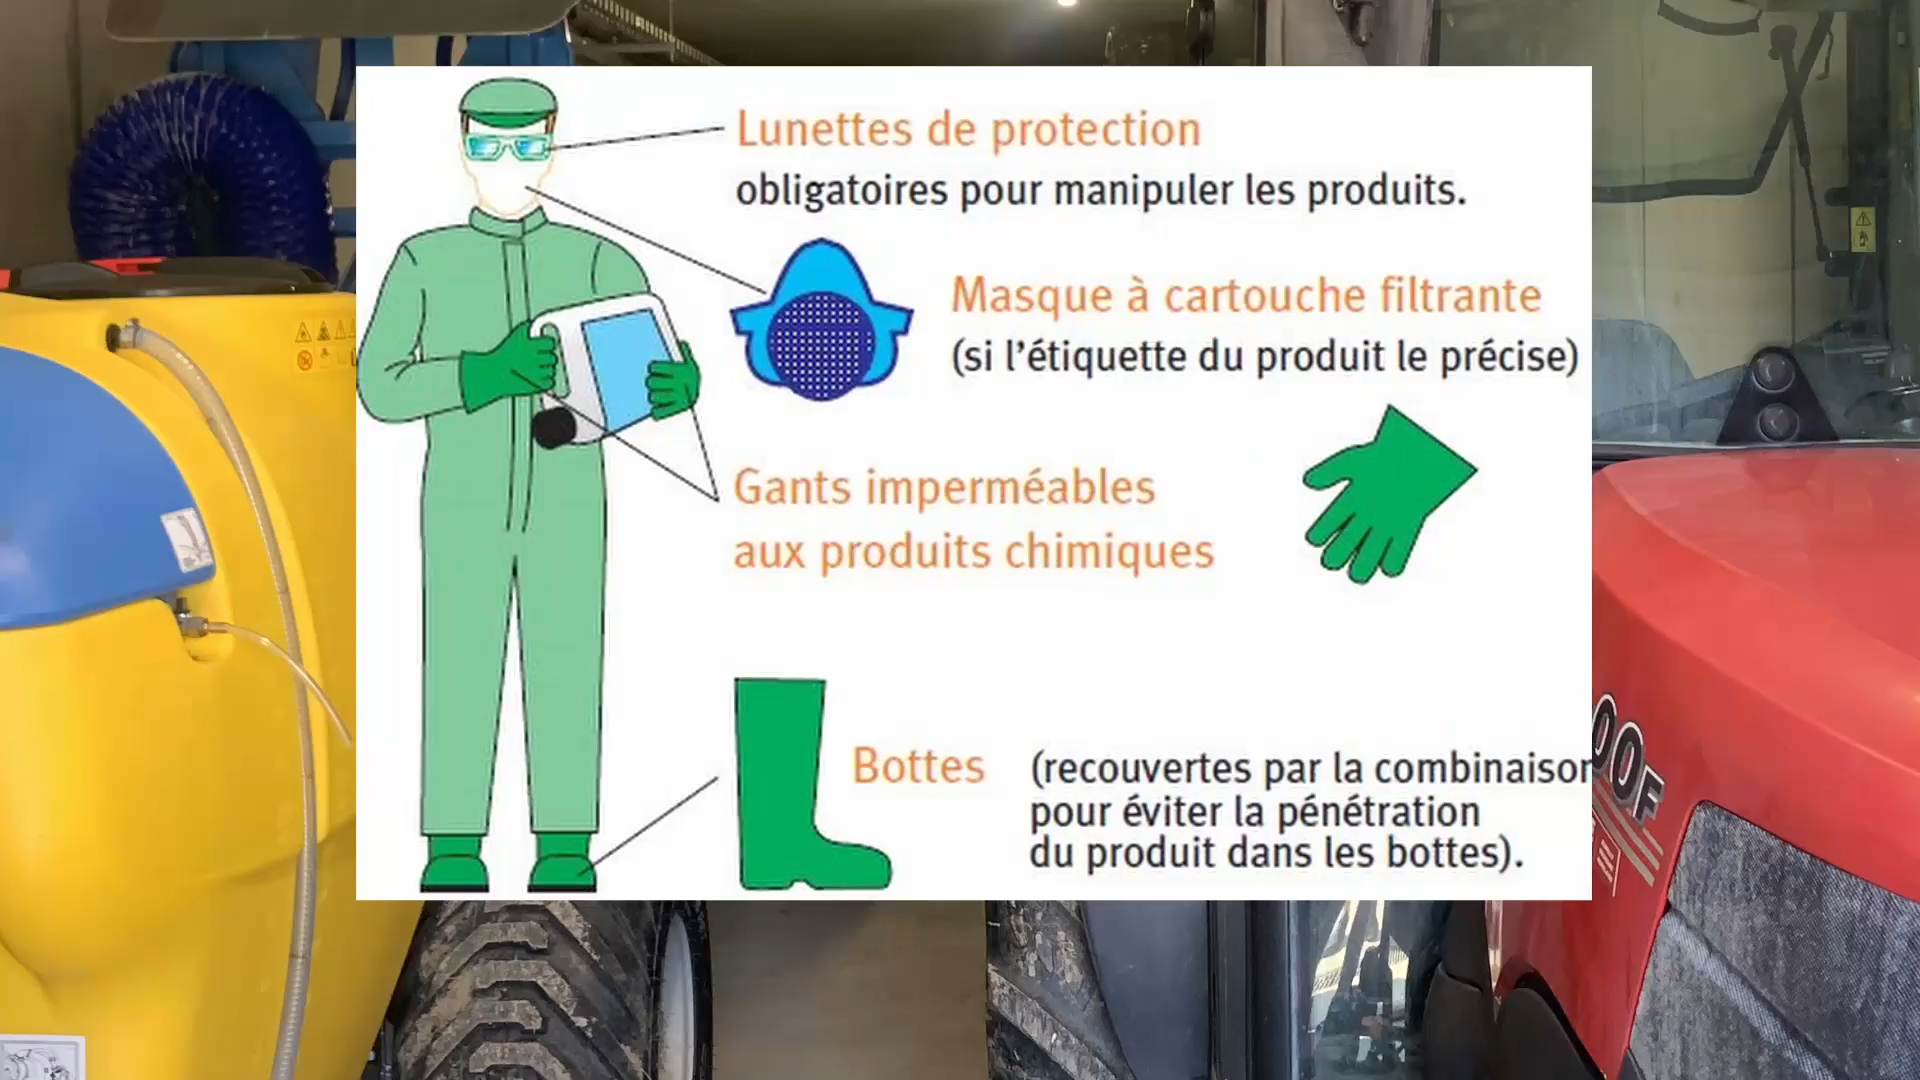 Lunettes de protection
obligatoires pour manipuler les produits.
Masque à cartouche filtrante
(si l'étiquette du produit le précise)
Gants imperméables
aux produits chimiques
Bottes
(recouvertes par la combinaison
pour éviter la pénétration
du produit dans les bottes).
00F